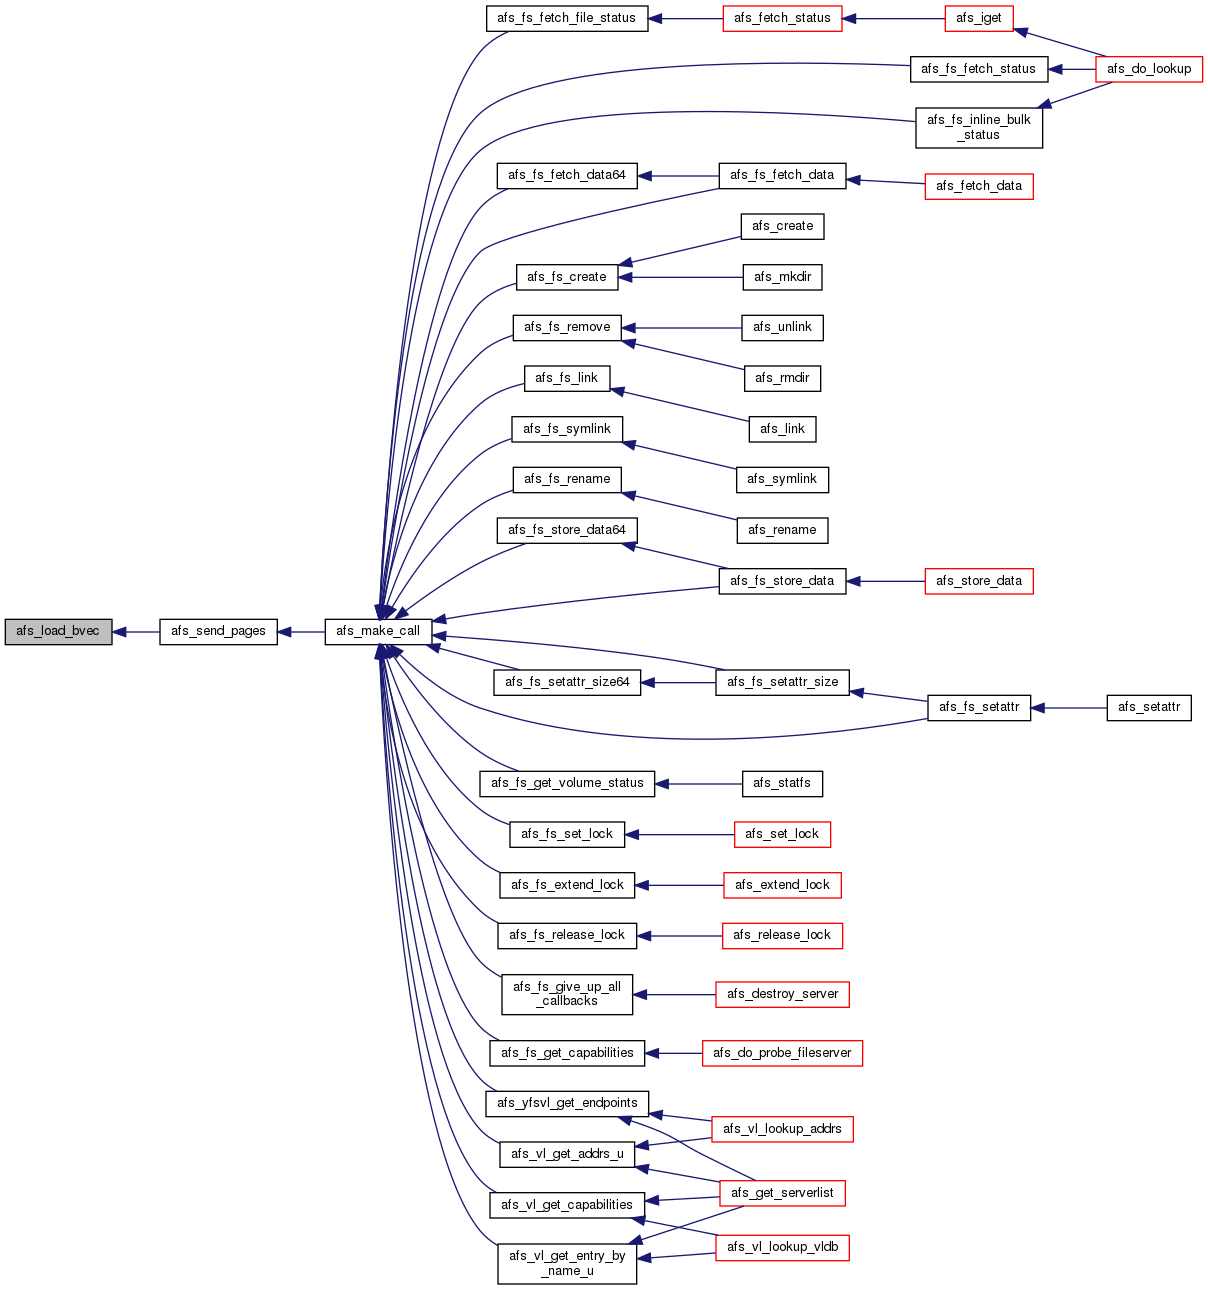 afs_fs_fetch_file_status
afs_fetch_status
afs_iget
afs_fs_fetch_status
afs_do_lookup
afs_fs_inline_bulk
_status
afs_fs_fetch_data64
afs_fs_fetch_data
afs_fetch_data
afs_create
afs_fs_create
afs_mkdir
afs_fs_remove
afs_unlink
afs_rmdir
afs_fs_link
afs_link
afs_fs_symlink
afs_symlink
afs_fs_rename
afs_rename
afs_fs_store_data64
afs_fs_store_data
afs_store_data
afs_load_bvec
afs_send_pages
afs_make_call
afs_fs_setattr_size64
afs_fs_setattr_size
afs_fs_setattr
afs_setattr
afs_fs_get_volume_status
afs_statfs
afs_fs_set_lock
afs_set_lock
afs_fs_extend_lock
afs_extend_lock
afs_fs_release_lock
afs_release_lock
afs_fs_give_up_all
_callbacks
afs_destroy_server
afs_fs_get_capabilities
afs_do_probe_fileserver
afs_yfsvl_get_endpoints
afs_vl_lookup_addrs
afs_vl_get_addrs_u
afs_get_serverlist
afs_vl_get_capabilities
afs_vl_lookup_vldb
afs_vl_get_entry_by
_name_u